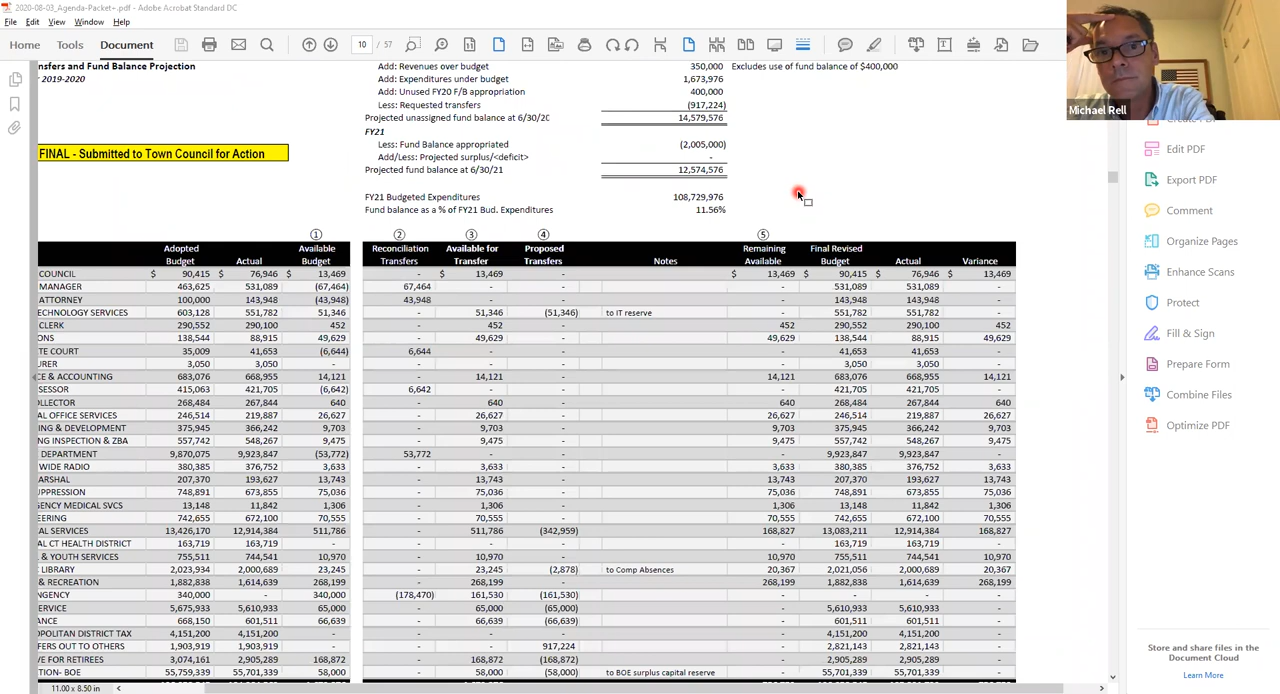 2020-08-03_Agenda-Packet+.pdf - Adobe Acrobat Standard DC
File Edit View Window Help
Home Tools Document 10 / 57
nsfers and Fund Balance Projection
2019-2020
FINAL - Submitted to Town Council for Action
Add: Revenues over budget 350,000 Excludes use of fund balance of $400,000
Add: Expenditures under budget 1,673,976
Add: Unused FY20 F/B appropriation 400,000
Less: Requested transfers (917,224)
Projected unassigned fund balance at 6/30/20 14,579,576
FY21
Less: Fund Balance appropriated (2,005,000)
Add/Less: Projected surplus/<deficit> -
Projected fund balance at 6/30/21 12,574,576
FY21 Budgeted Expenditures 108,729,976
Fund balance as a % of FY21 Bud. Expenditures 11.56%
① ② ③ ④ ⑤
Adopted Available Reconciliation Available for Proposed Remaining Final Revised
Budget Actual Budget Transfers Transfer Transfers Notes Available Budget Actual Variance
COUNCIL $ 90,415 $ 76,946 $ 13,469 - $ 13,469 - $ 13,469 $ 90,415 $ 76,946 $ 13,469
MANAGER 463,625 531,089 (67,464) 67,464 - - - 531,089 531,089 -
ATTORNEY 100,000 143,948 (43,948) 43,948 - - - 143,948 143,948 -
ECHNOLOGY SERVICES 603,128 551,782 51,346 - 51,346 (51,346) to IT reserve - 551,782 551,782 -
CLERK 290,552 290,100 452 - 452 - 452 290,552 290,100 452
ONS 138,544 88,915 49,629 - 49,629 - 49,629 138,544 88,915 49,629
TE COURT 35,009 41,653 (6,644) 6,644 - - - 41,653 41,653 -
URER 3,050 3,050 - - - - - 3,050 3,050 -
CE & ACCOUNTING 683,076 668,955 14,121 - 14,121 - 14,121 683,076 668,955 14,121
SESSOR 415,063 421,705 (6,642) 6,642 - - - 421,705 421,705 -
OLLECTOR 268,484 267,844 640 - 640 - 640 268,484 267,844 640
AL OFFICE SERVICES 246,514 219,887 26,627 - 26,627 - 26,627 246,514 219,887 26,627
ING & DEVELOPMENT 375,945 366,242 9,703 - 9,703 - 9,703 375,945 366,242 9,703
NG INSPECTION & ZBA 557,742 548,267 9,475 - 9,475 - 9,475 557,742 548,267 9,475
DEPARTMENT 9,870,075 9,923,847 (53,772) 53,772 - - - 9,923,847 9,923,847 -
WIDE RADIO 380,385 376,752 3,633 - 3,633 - 3,633 380,385 376,752 3,633
ARSHAL 207,370 193,627 13,743 - 13,743 - 13,743 207,370 193,627 13,743
UPPRESSION 748,891 673,855 75,036 - 75,036 - 75,036 748,891 673,855 75,036
GENCY MEDICAL SVCS 13,148 11,842 1,306 - 1,306 - 1,306 13,148 11,842 1,306
EERING 742,655 672,100 70,555 - 70,555 - 70,555 742,655 672,100 70,555
AL SERVICES 13,426,170 12,914,384 511,786 - 511,786 (342,959) 168,827 13,083,211 12,914,384 168,827
AL CT HEALTH DISTRICT 163,719 163,719 - - - - - 163,719 163,719 -
& YOUTH SERVICES 755,511 744,541 10,970 - 10,970 - 10,970 755,511 744,541 10,970
LIBRARY 2,023,934 2,000,689 23,245 - 23,245 (2,878) to Comp Absences 20,367 2,021,056 2,000,689 20,367
& RECREATION 1,882,838 1,614,639 268,199 - 268,199 - 268,199 1,882,838 1,614,639 268,199
NGENCY 340,000 - 340,000 (178,470) 161,530 (161,530) - - - -
ERVICE 5,675,933 5,610,933 65,000 - 65,000 (65,000) - 5,610,933 5,610,933 -
ANCE 668,150 601,511 66,639 - 66,639 (66,639) - 601,511 601,511 -
OPOLITAN DISTRICT TAX 4,151,200 4,151,200 - - - - - 4,151,200 4,151,200 -
FERS OUT TO OTHERS 1,903,919 1,903,919 - - - 917,224 - 2,821,143 2,821,143 -
VE FOR RETIREES 3,074,161 2,905,289 168,872 - 168,872 (168,872) - 2,905,289 2,905,289 -
TION- BOE 55,759,339 55,701,339 58,000 - 58,000 (58,000) to BOE surplus capital reserve - 55,701,339 55,701,339 -
11.00 x 8.50 in
Michael Rell
Edit PDF
Export PDF
Comment
Organize Pages
Enhance Scans
Protect
Fill & Sign
Prepare Form
Combine Files
Optimize PDF
Store and share files in the
Document Cloud
Learn More